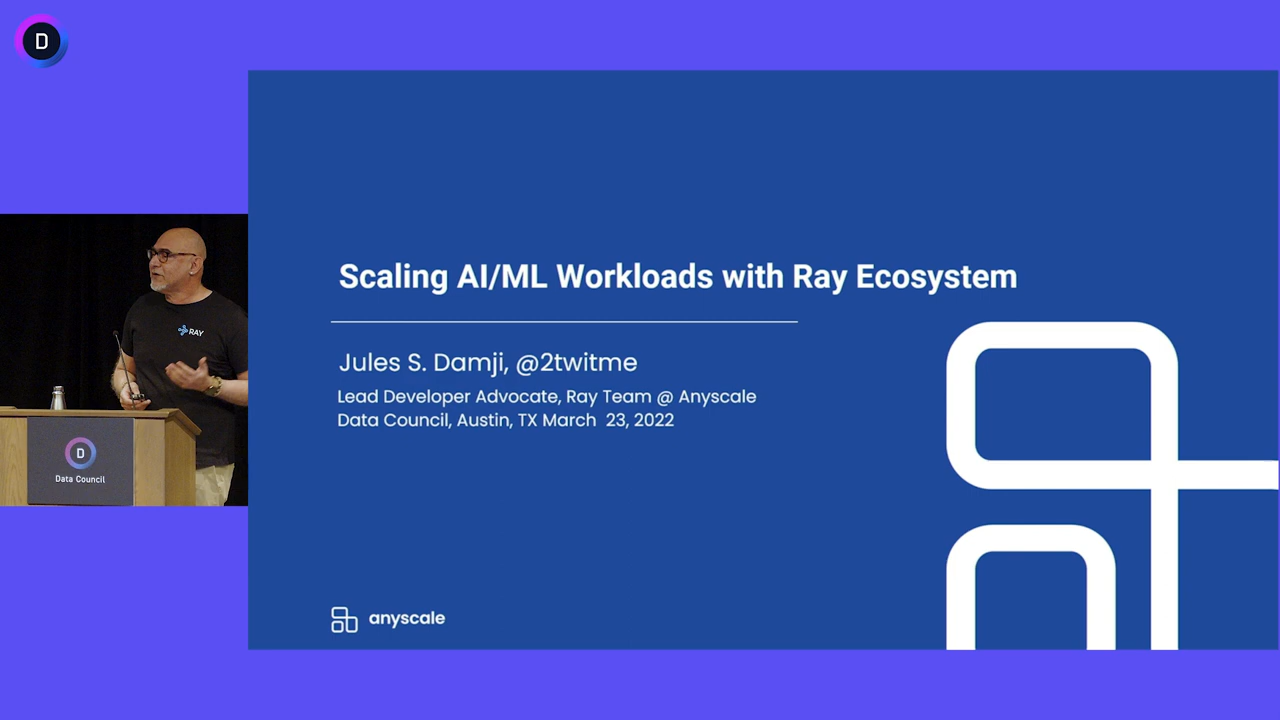 D
Scaling AI/ML Workloads with Ray Ecosystem
Jules S. Damji, @2twitme
Lead Developer Advocate, Ray Team @ Anyscale
Data Council, Austin, TX March 23, 2022
RAY
D
Data Council
anyscale